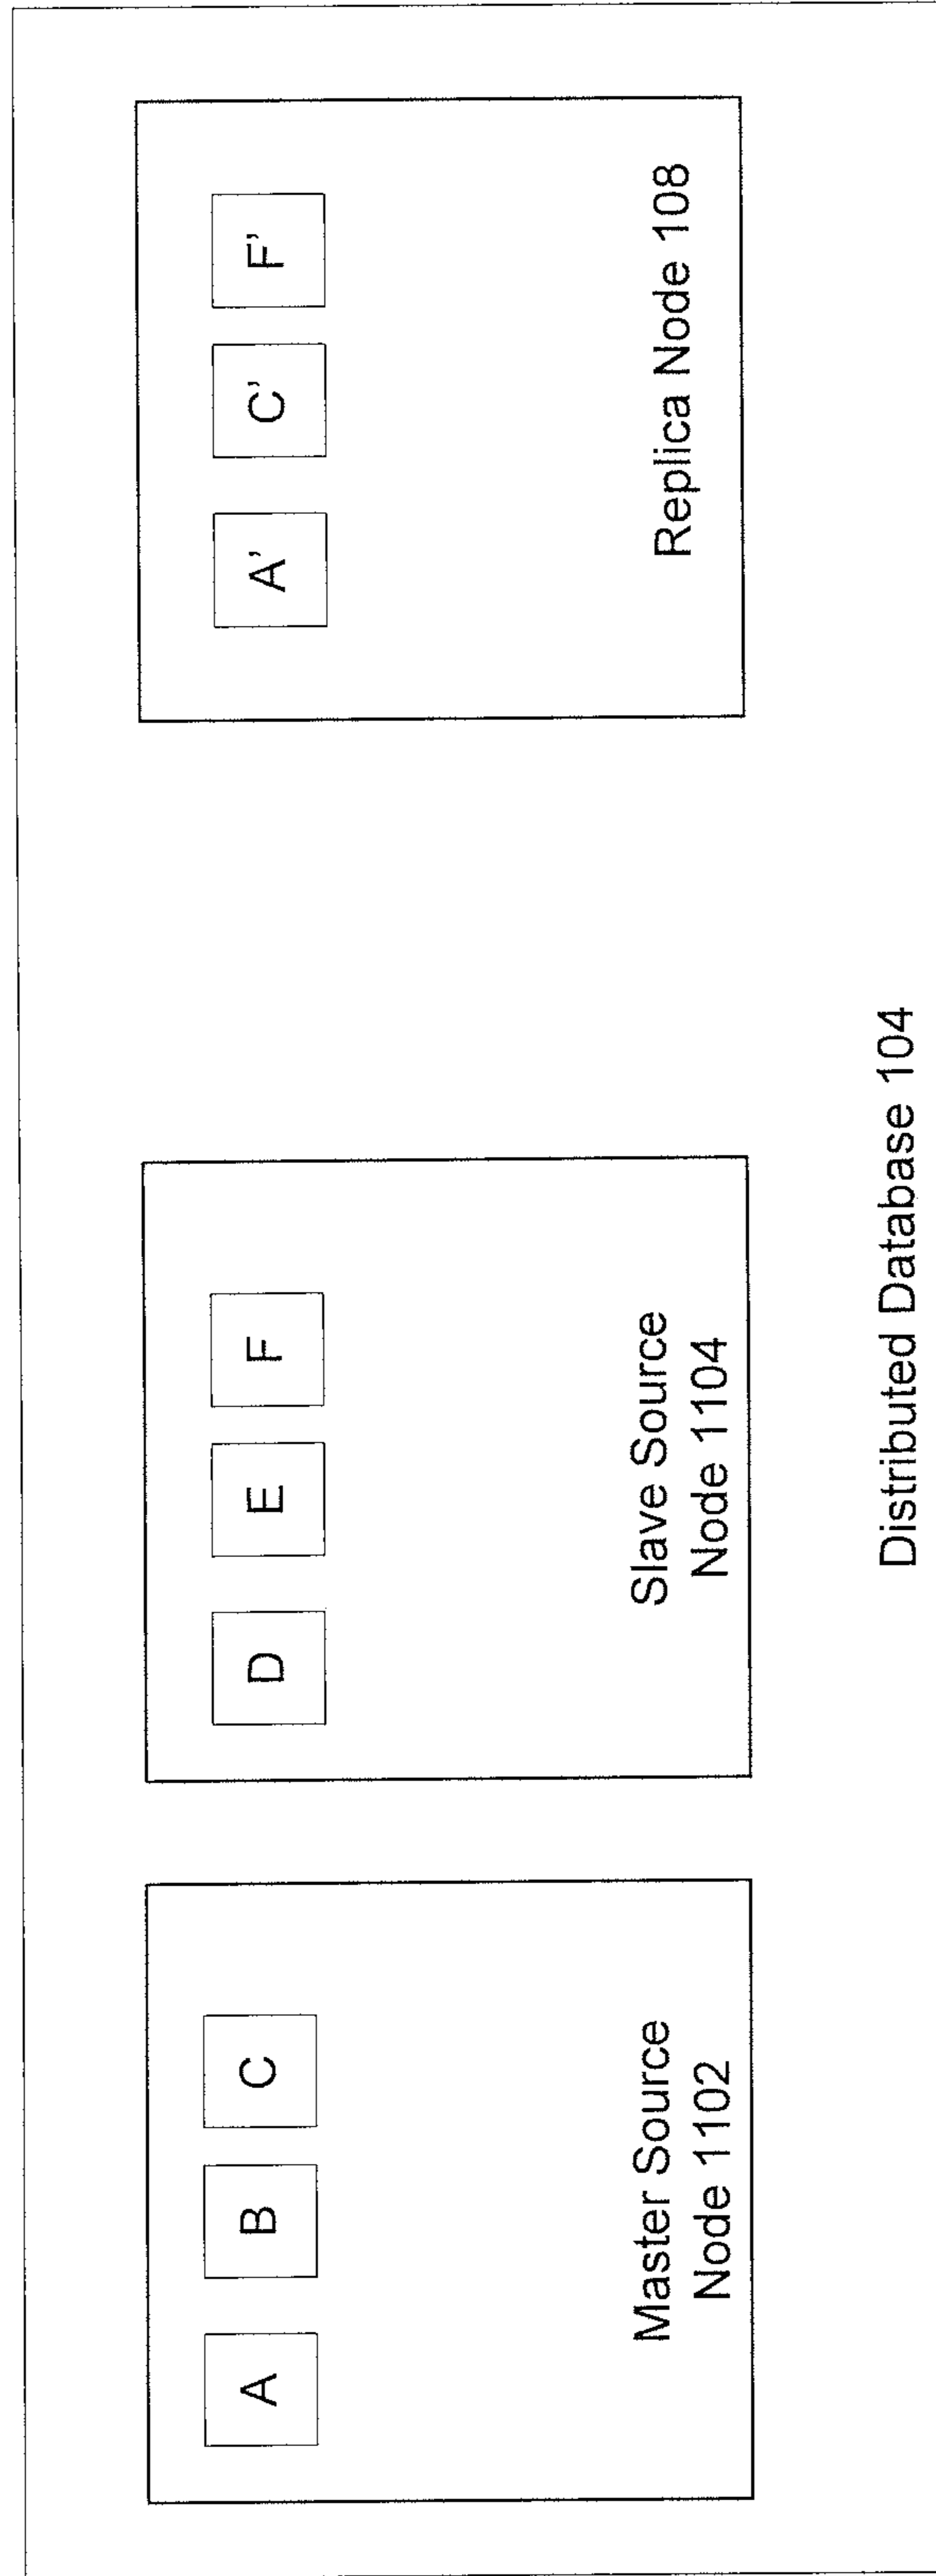 A
B
C
Master Source
Node 1102
D
E
F
Slave Source
Node 1104
A'
C'
F'
Replica Node 108
Distributed Database 104